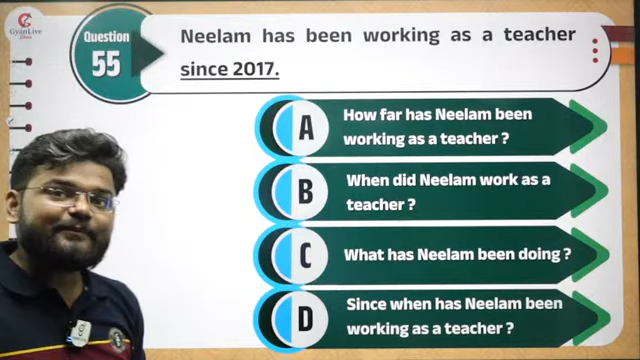 GyanLive
Question
55
Neelam has been working as a teacher
since 2017.
A
How far has Neelam been
working as a teacher ?
B
When did Neelam work as a
teacher ?
C
What has Neelam been doing ?
D
Since when has Neelam been
working as a teacher ?